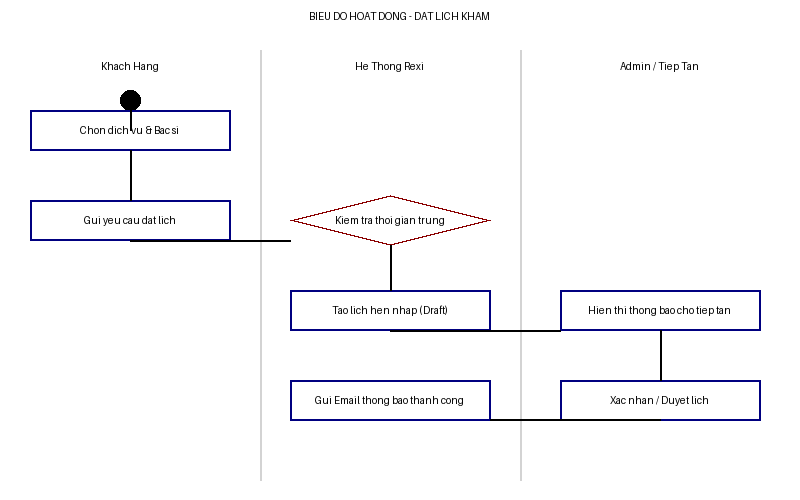 BIEU DO HOAT DONG - DAT LICH KHAM
Khach Hang
He Thong Rexi
Admin / Tiep Tan
Chon dich vu & Bac si
Gui yeu cau dat lich
Kiem tra thoi gian trung
Tao lich hen nhap (Draft)
Hien thi thong bao cho tiep tan
Gui Email thong bao thanh cong
Xac nhan / Duyet lich